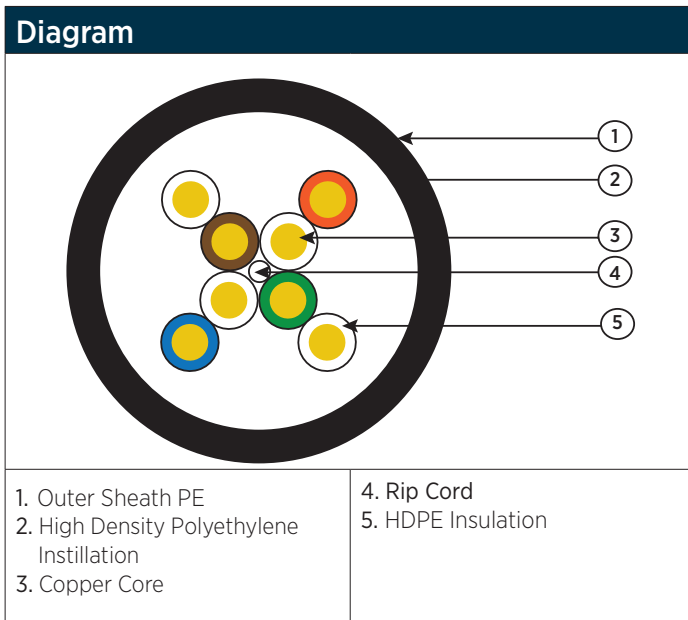 Diagram
1
2
3
4
5
1. Outer Sheath PE
2. High Density Polyethylene
Instillation
3. Copper Core
4. Rip Cord
5. HDPE Insulation